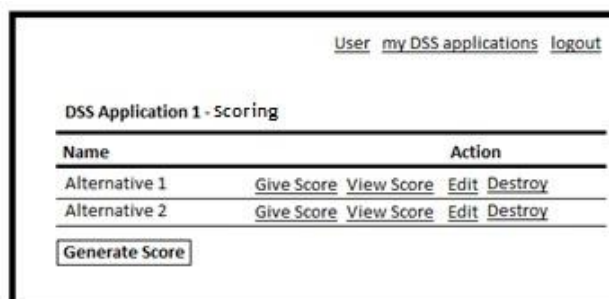 User my DSS applications logout
DSS Application 1 - Scoring
Name Action
Alternative 1 Give Score View Score Edit Destroy
Alternative 2 Give Score View Score Edit Destroy
Generate Score